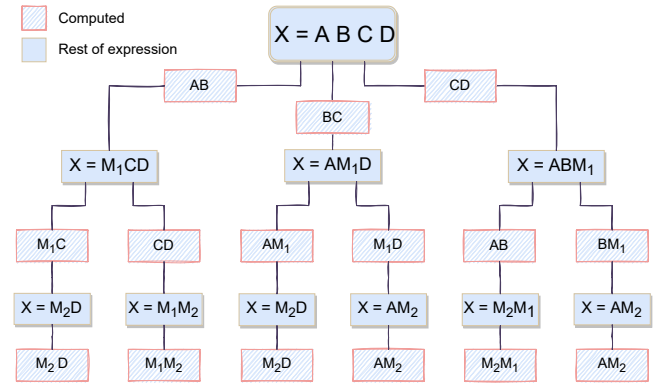 Computed
Rest of expression
X = A B C D
AB
CD
BC
X = M₁CD
X = AM₁D
X = ABM₁
M₁C
CD
AM₁
M₁D
AB
BM₁
X = M₂D
X = M₁M₂
X = M₂D
X = AM₂
X = M₂M₁
X = AM₂
M₂ D
M₁M₂
M₂D
AM₂
M₂M₁
AM₂